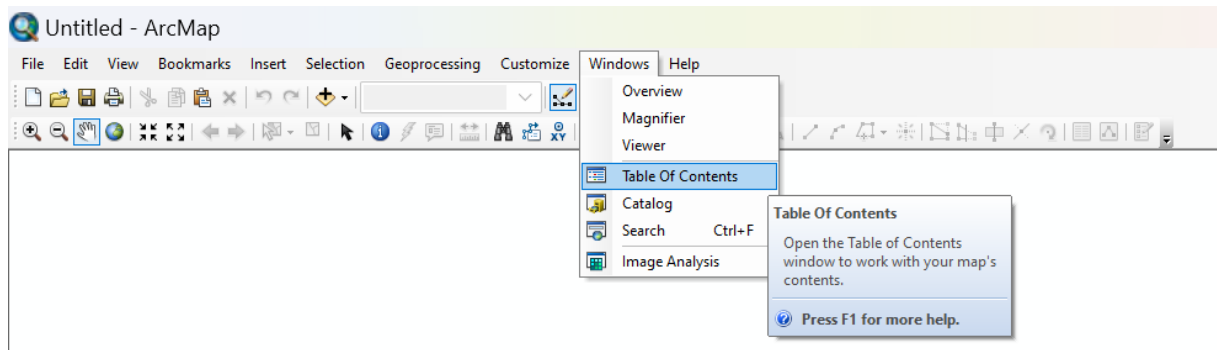 Untitled - ArcMap
File Edit View Bookmarks Insert Selection Geoprocessing Customize Windows Help
Overview
Magnifier
Viewer
Table Of Contents
Catalog
Search Ctrl+F
Image Analysis
Table Of Contents
Open the Table of Contents
window to work with your map's
contents.
Press F1 for more help.